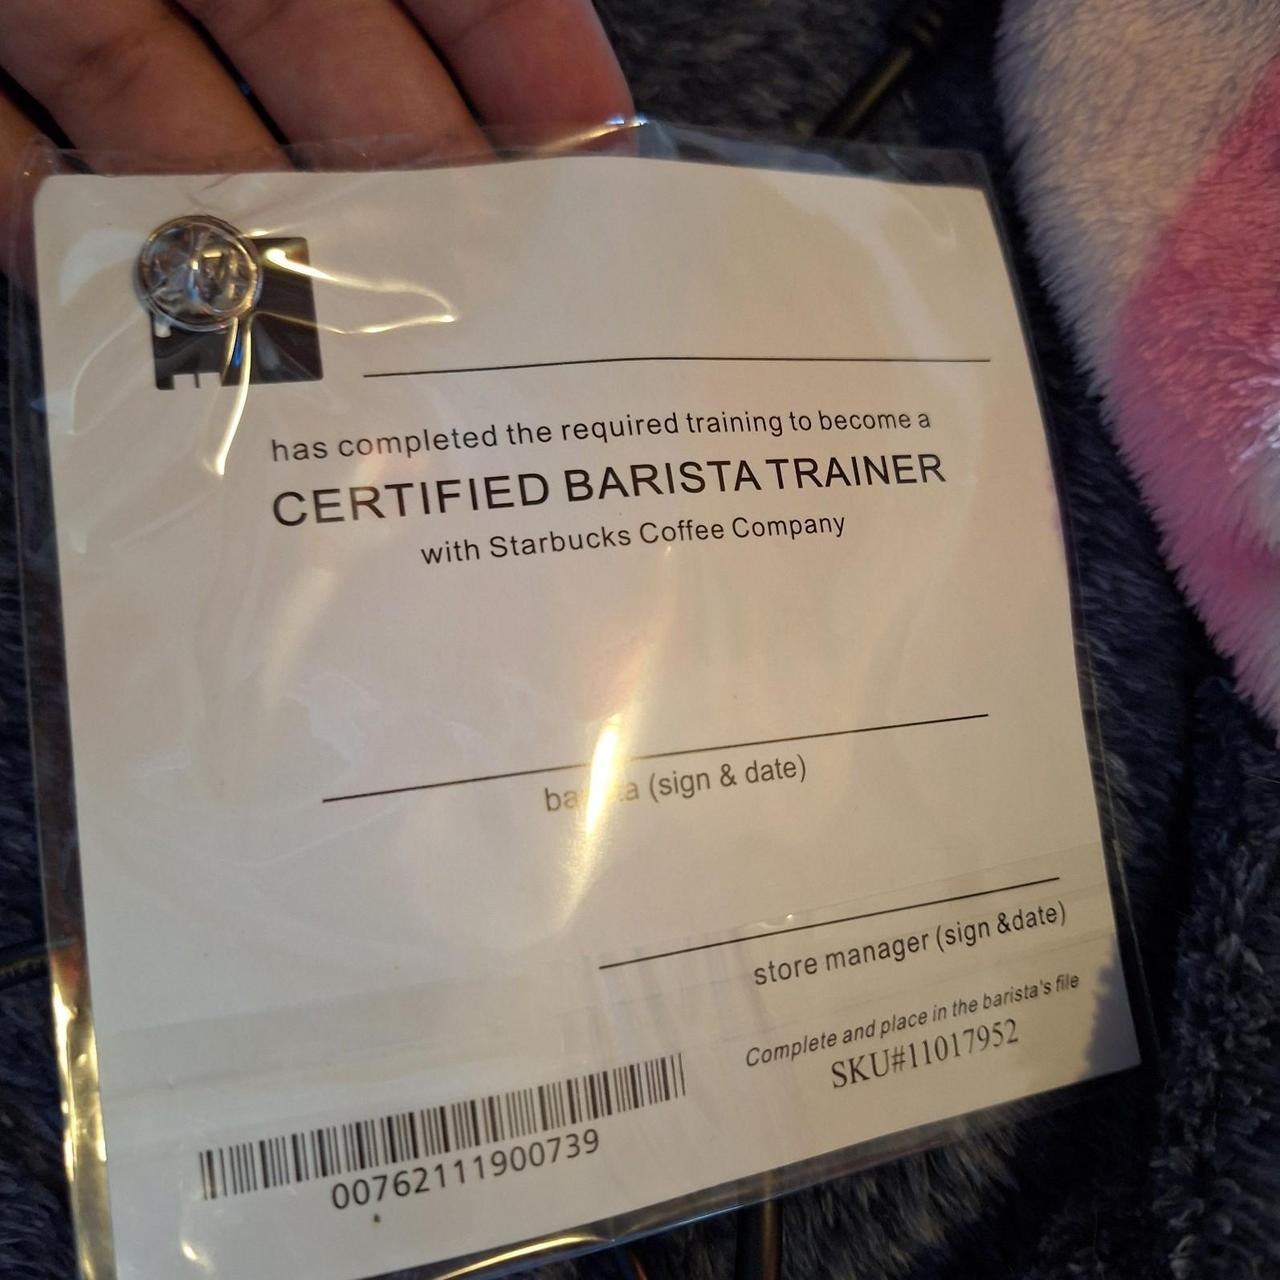 has completed the required training to become a
CERTIFIED BARISTA TRAINER
with Starbucks Coffee Company
(sign & date)
store manager (sign &date)
Complete and place in the barista's file
SKU#11017952
00762111900739